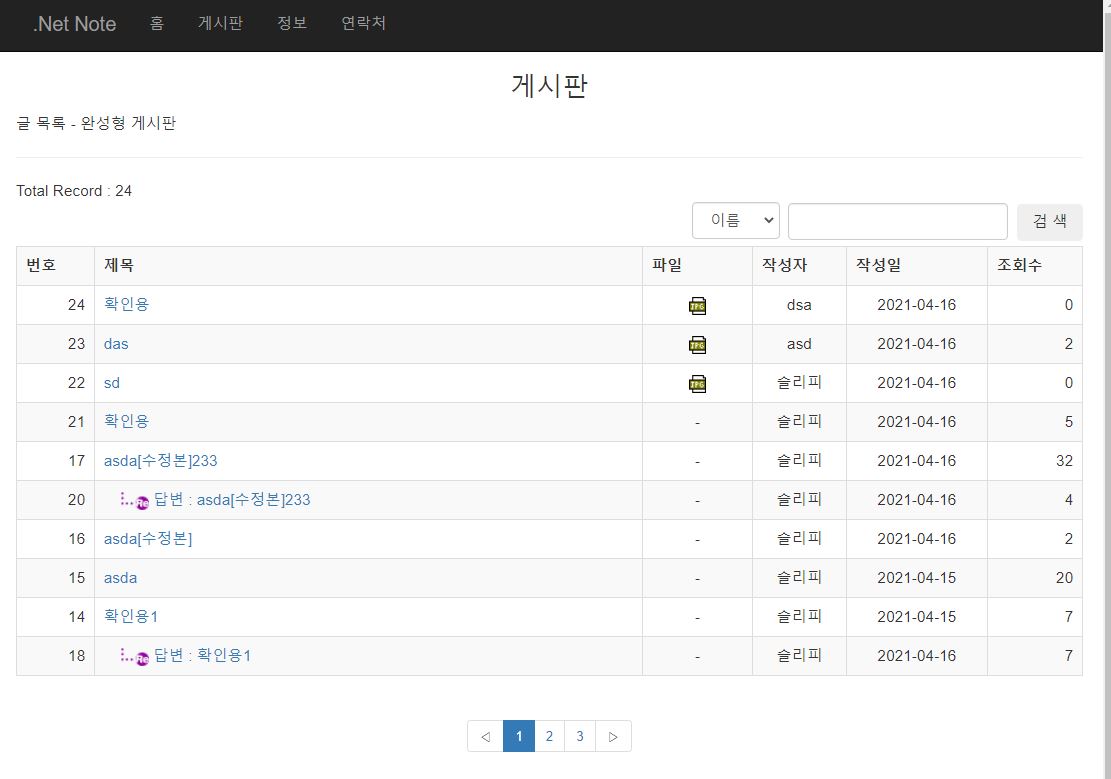 .Net Note 홈 게시판 정보 연락처
게시판
글 목록 - 완성형 게시판
Total Record : 24
이름 검 색
번호 제목 파일 작성자 작성일 조회수
24 확인용 JPG dsa 2021-04-16 0
23 das JPG asd 2021-04-16 2
22 sd JPG 슬리피 2021-04-16 0
21 확인용 - 슬리피 2021-04-16 5
17 asda[수정본]233 - 슬리피 2021-04-16 32
20 Re 답변 : asda[수정본]233 - 슬리피 2021-04-16 4
16 asda[수정본] - 슬리피 2021-04-16 2
15 asda - 슬리피 2021-04-15 20
14 확인용1 - 슬리피 2021-04-15 7
18 Re 답변 : 확인용1 - 슬리피 2021-04-16 7
◁ 1 2 3 ▷